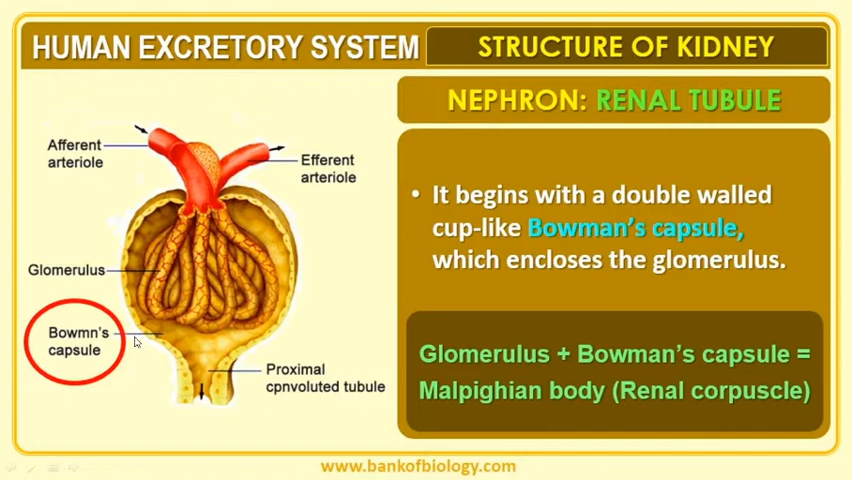 HUMAN EXCRETORY SYSTEM
STRUCTURE OF KIDNEY
NEPHRON: RENAL TUBULE
Afferent
arteriole
Efferent
arteriole
Glomerulus
Bowmn's
capsule
Proximal
cpnvoluted tubule
• It begins with a double walled
cup-like Bowman's capsule,
which encloses the glomerulus.
Glomerulus + Bowman's capsule =
Malpighian body (Renal corpuscle)
www.bankofbiology.com